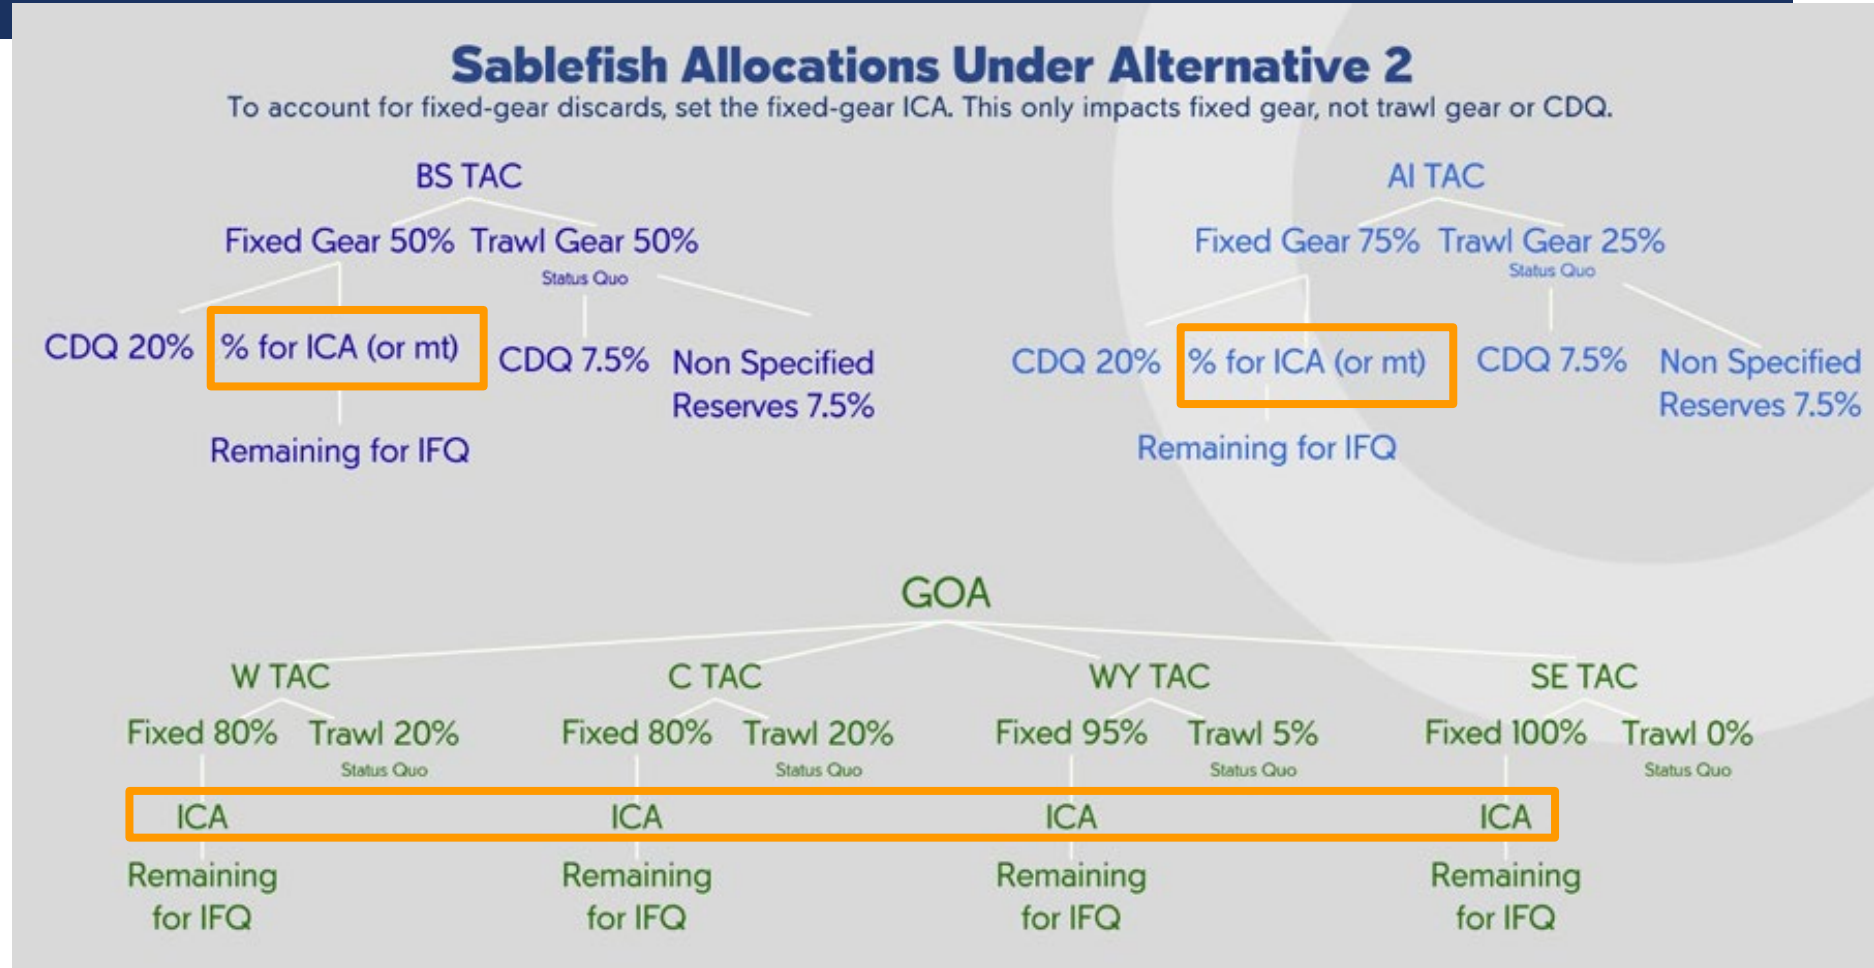 Sablefish Allocations Under Alternative 2
To account for fixed-gear discards, set the fixed-gear ICA. This only impacts fixed gear, not trawl gear or CDQ.
BS TAC
Fixed Gear 50% Trawl Gear 50%
Status Quo
CDQ 20% % for ICA (or mt) CDQ 7.5% Non Specified
Reserves 7.5%
Remaining for IFQ
AI TAC
Fixed Gear 75% Trawl Gear 25%
Status Quo
CDQ 20% % for ICA (or mt) CDQ 7.5% Non Specified
Reserves 7.5%
Remaining for IFQ
GOA
W TAC C TAC WY TAC SE TAC
Fixed 80% Trawl 20% Fixed 80% Trawl 20% Fixed 95% Trawl 5% Fixed 100% Trawl 0%
Status Quo Status Quo Status Quo Status Quo
ICA ICA ICA ICA
Remaining Remaining Remaining Remaining
for IFQ for IFQ for IFQ for IFQ